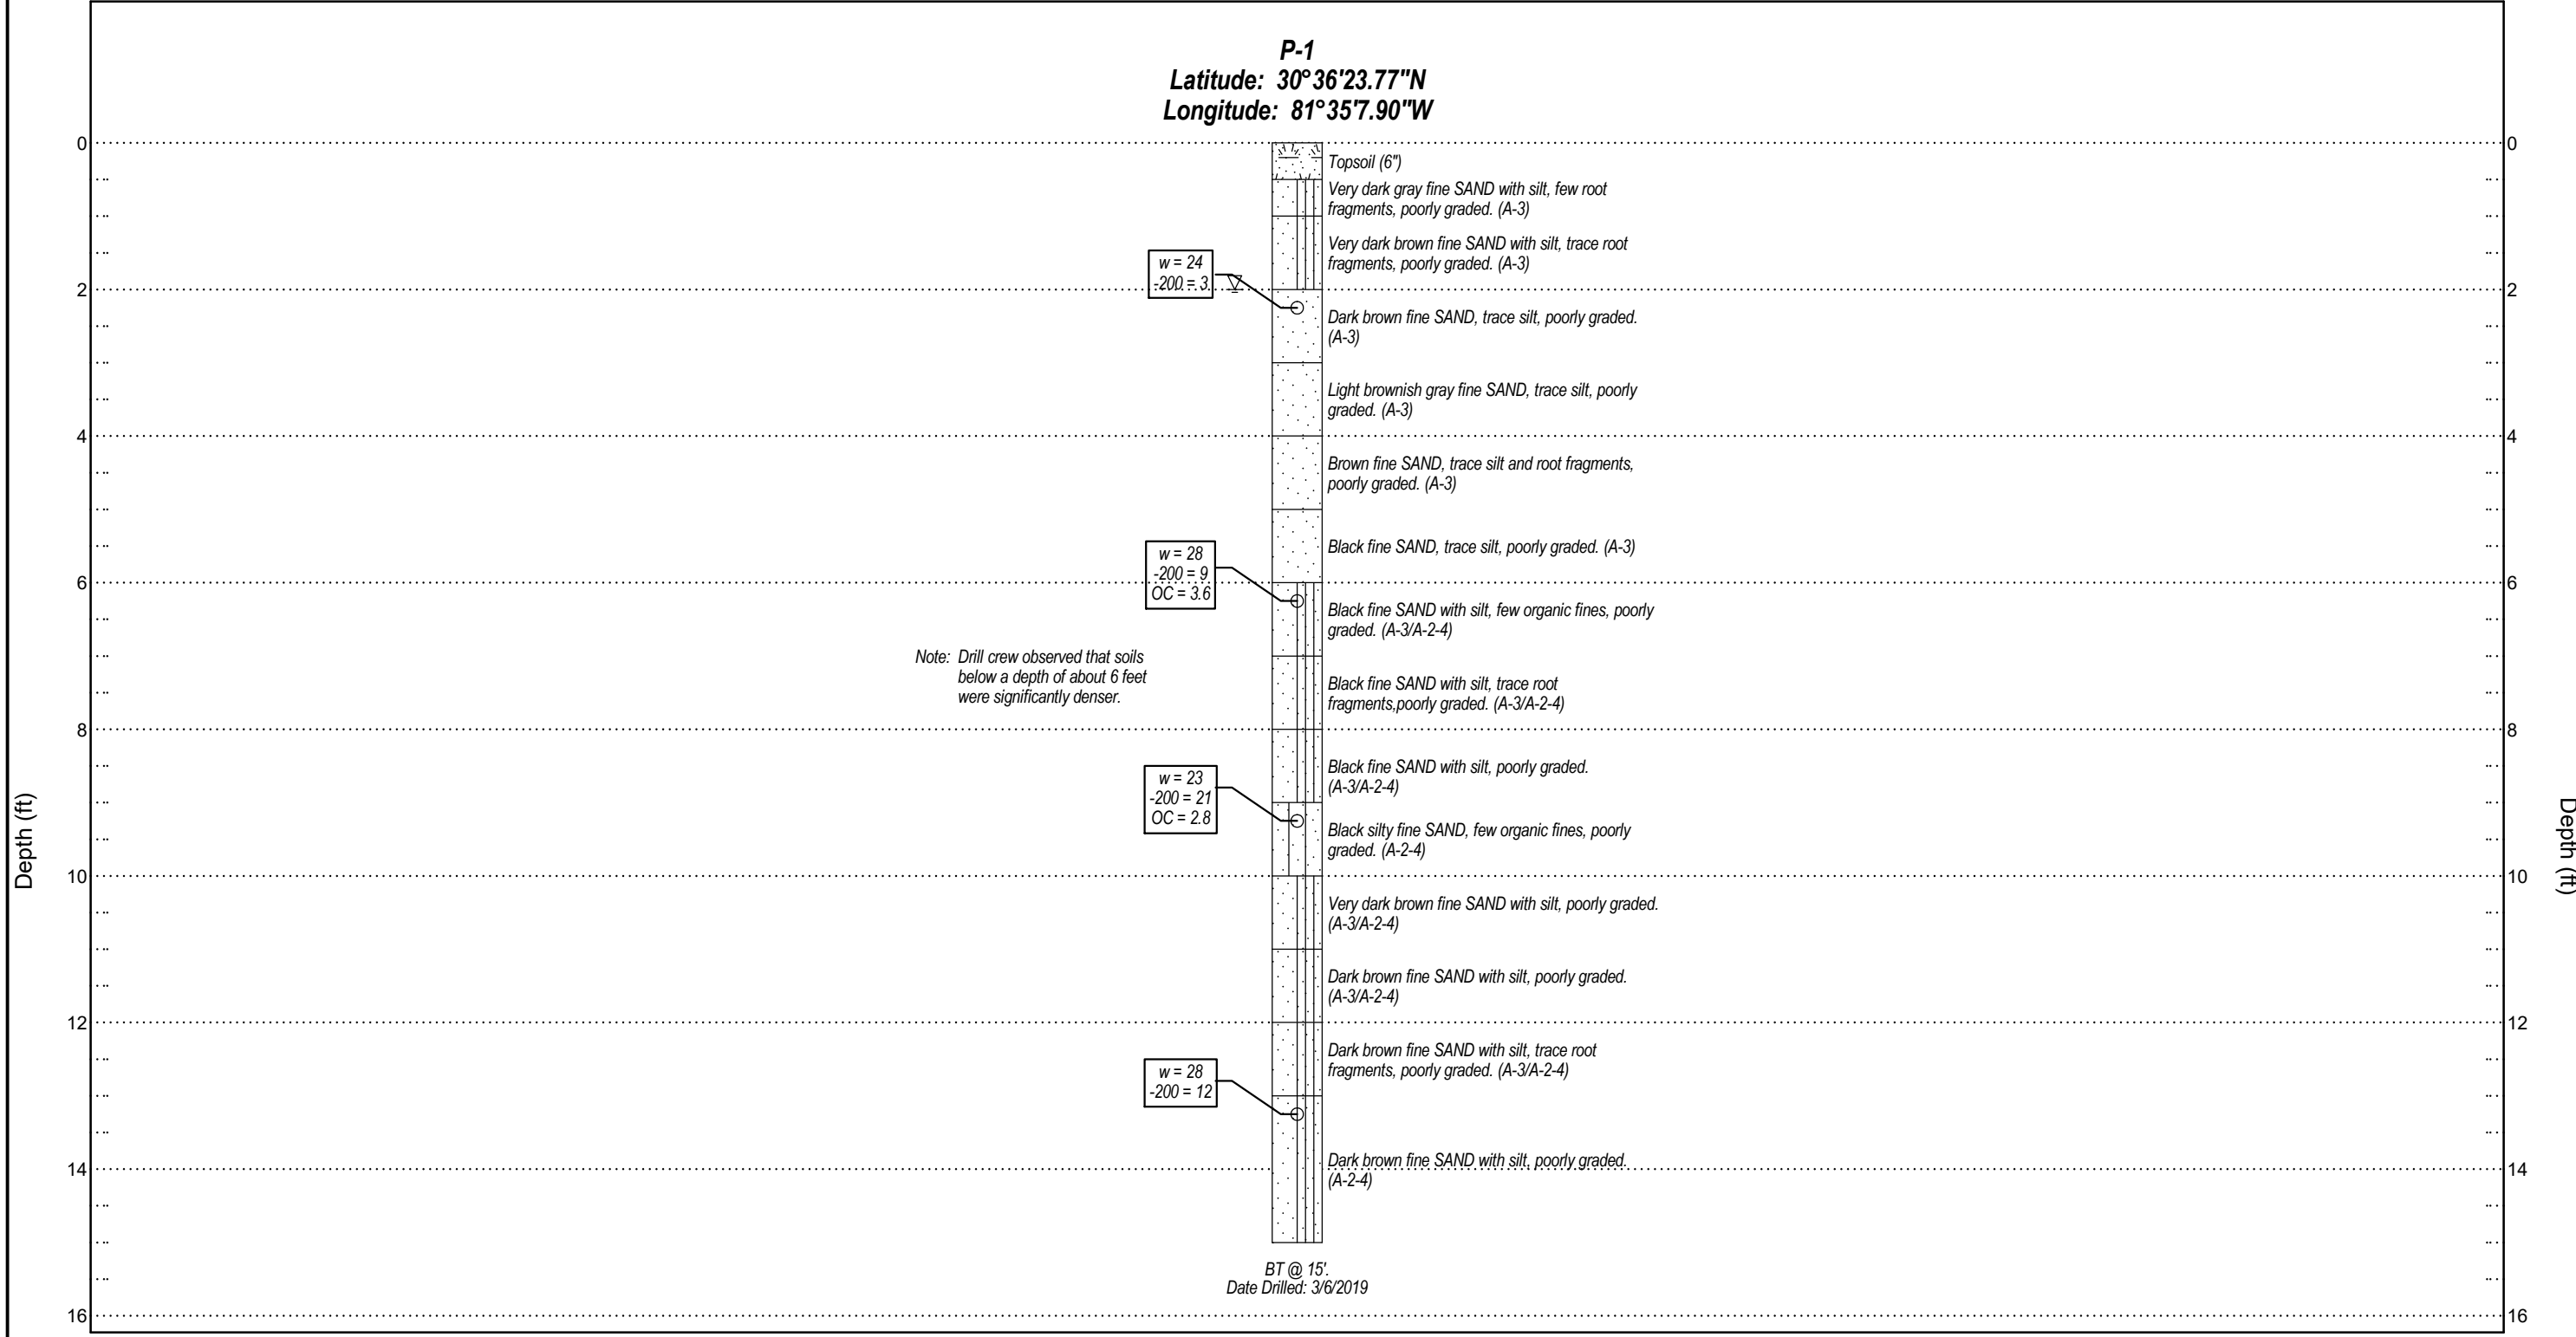 P-1
Latitude: 30°36'23.77"N
Longitude: 81°35'7.90"W
0
0
Topsoil (6")
Very dark gray fine SAND with silt, few root
fragments, poorly graded. (A-3)
Very dark brown fine SAND with silt, trace root
fragments, poorly graded. (A-3)
w = 24
-200 = 3
2
2
Dark brown fine SAND, trace silt, poorly graded.
(A-3)
Light brownish gray fine SAND, trace silt, poorly
graded. (A-3)
4
4
Brown fine SAND, trace silt and root fragments,
poorly graded. (A-3)
Black fine SAND, trace silt, poorly graded. (A-3)
w = 28
-200 = 9
OC = 3.6
6
6
Black fine SAND with silt, few organic fines, poorly
graded. (A-3/A-2-4)
Note: Drill crew observed that soils
below a depth of about 6 feet
were significantly denser.
Black fine SAND with silt, trace root
fragments,poorly graded. (A-3/A-2-4)
8
8
Black fine SAND with silt, poorly graded.
(A-3/A-2-4)
w = 23
-200 = 21
OC = 2.8
Depth (ft)
Depth (ft)
Black silty fine SAND, few organic fines, poorly
graded. (A-2-4)
10
10
Very dark brown fine SAND with silt, poorly graded.
(A-3/A-2-4)
Dark brown fine SAND with silt, poorly graded.
(A-3/A-2-4)
12
12
Dark brown fine SAND with silt, trace root
fragments, poorly graded. (A-3/A-2-4)
w = 28
-200 = 12
14
14
Dark brown fine SAND with silt, poorly graded.
(A-2-4)
BT @ 15'.
Date Drilled: 3/6/2019
16
16